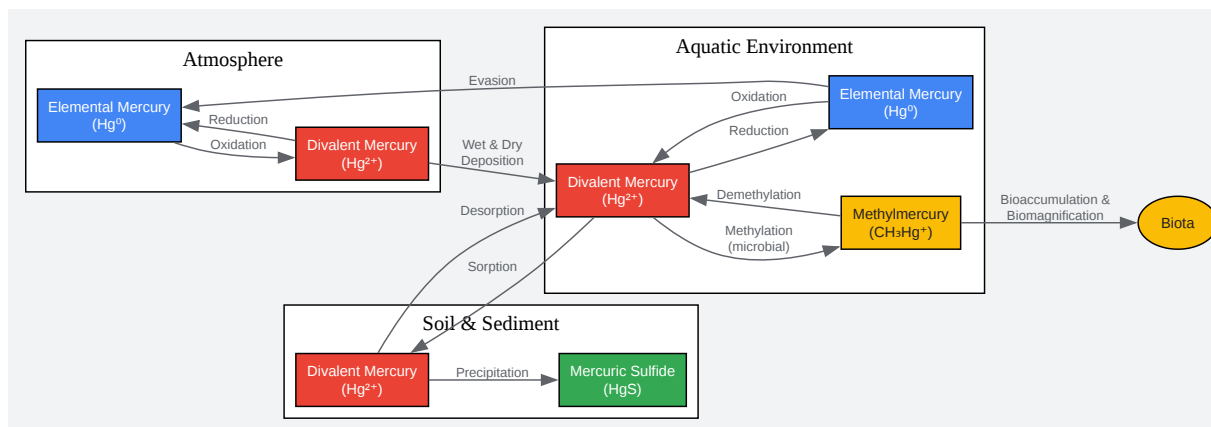 Atmosphere
Elemental Mercury
(Hg⁰)
Reduction
Oxidation
Divalent Mercury
(Hg²⁺)
Evasion
Wet & Dry
Deposition
Aquatic Environment
Elemental Mercury
(Hg⁰)
Oxidation
Reduction
Divalent Mercury
(Hg²⁺)
Demethylation
Methylation
(microbial)
Methylmercury
(CH₃Hg⁺)
Bioaccumulation &
Biomagnification
Biota
Desorption
Sorption
Soil & Sediment
Divalent Mercury
(Hg²⁺)
Precipitation
Mercuric Sulfide
(HgS)